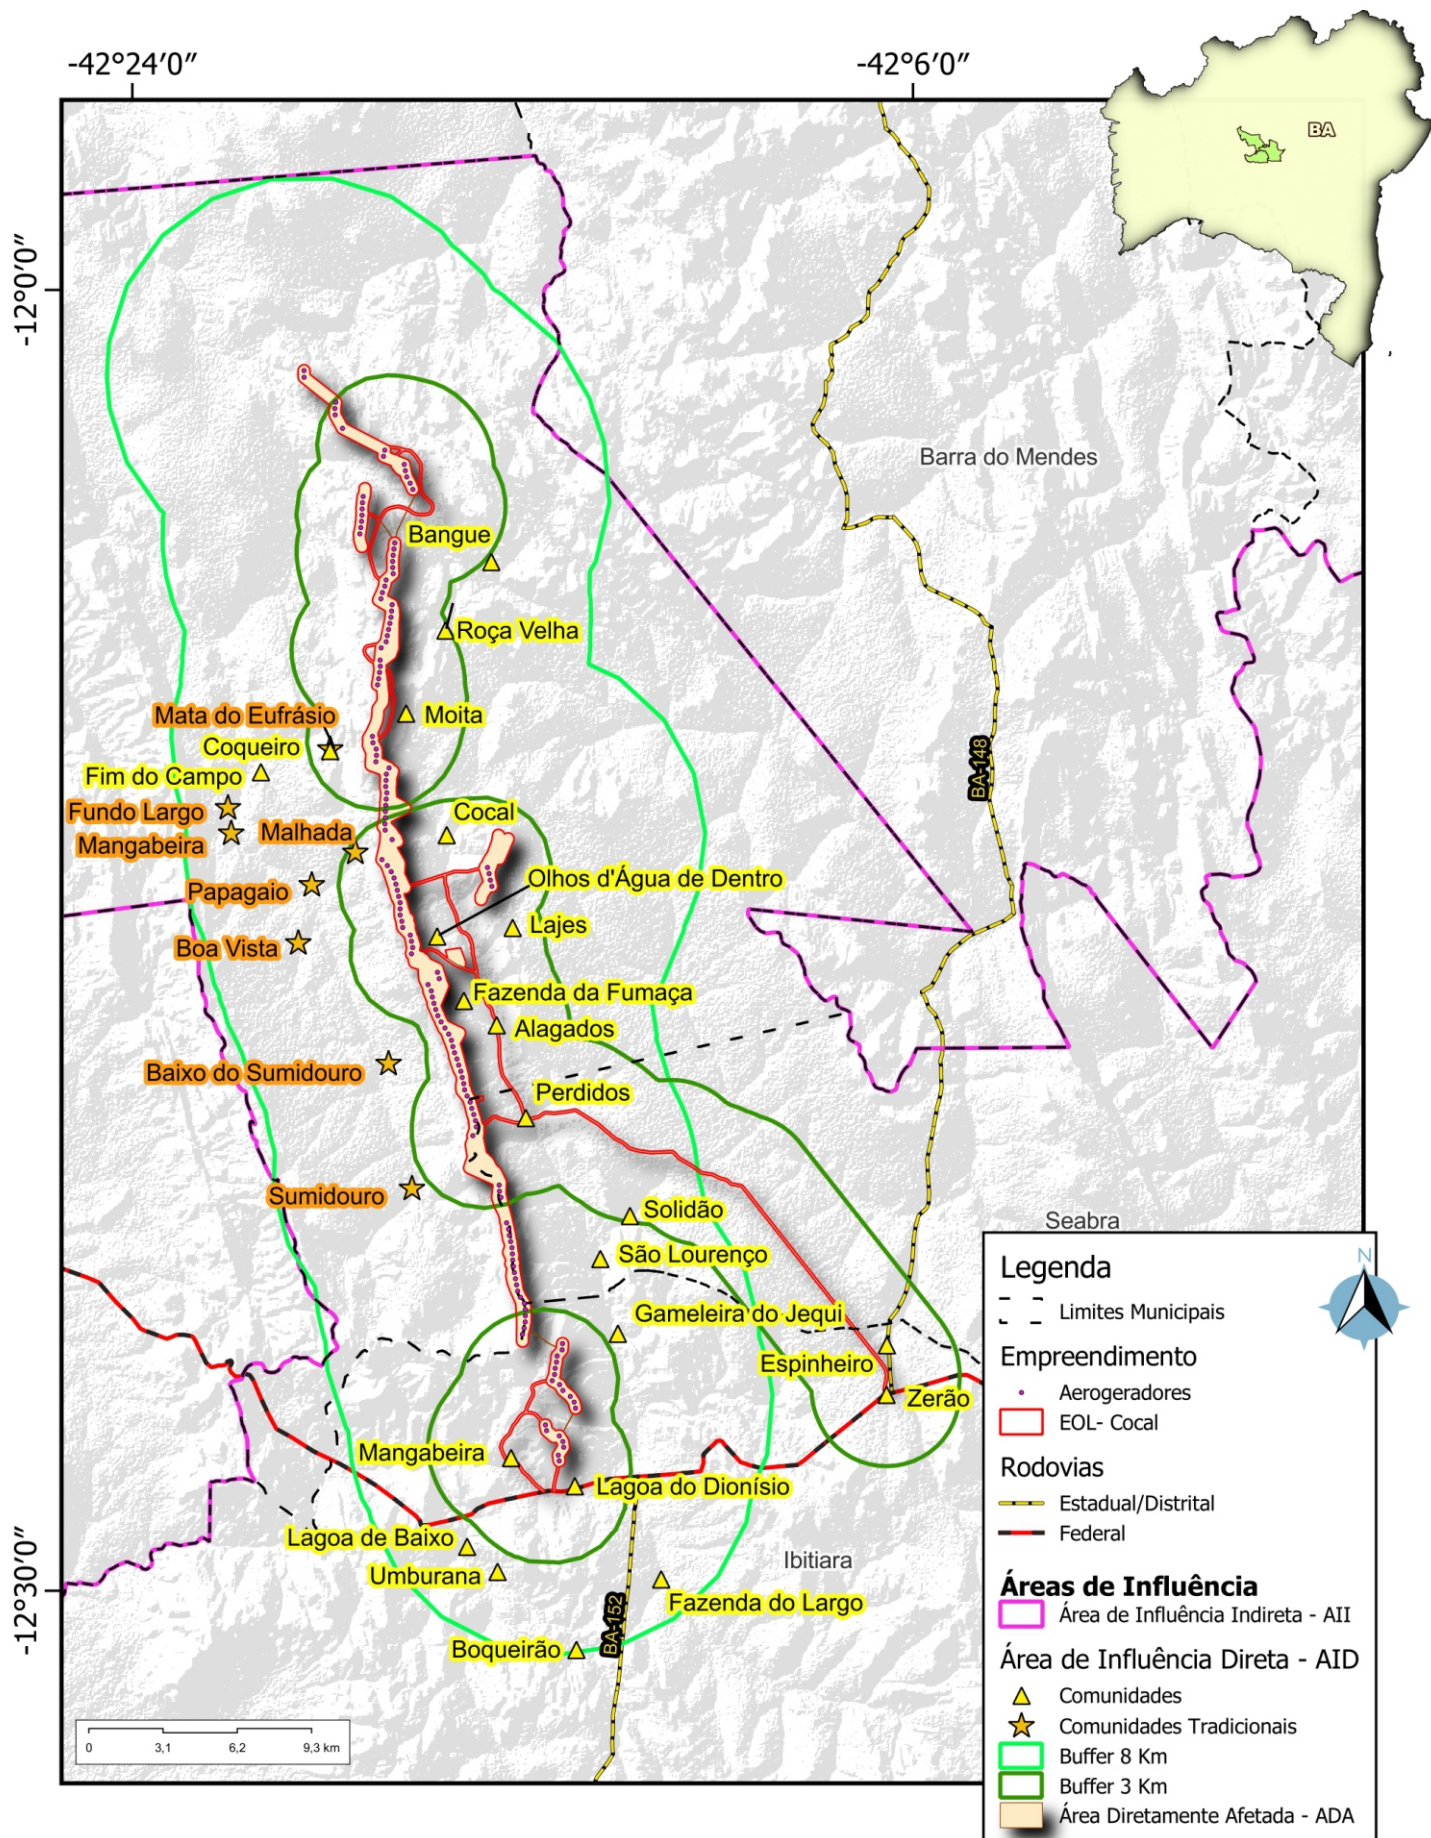 -42°24′0″
-42°6′0″
BA
-12°0′0″
Barra do Mendes
Bangue
Roça Velha
Mata do Eufrásio
Moita
Coqueiro
BA-148
Fim do Campo
Fundo Largo
Cocal
Malhada
Mangabeira
Olhos d'Água de Dentro
Papagaio
Lajes
Boa Vista
Fazenda da Fumaça
Alagados
Baixo do Sumidouro
Perdidos
Sumidouro
Solidão
Seabra
São Lourenço
Gameleira do Jequi
Espinheiro
Zerão
Mangabeira
Lagoa do Dionísio
Lagoa de Baixo
Ibitiara
Umburana
Fazenda do Largo
-12°30′0″
BA-152
Boqueirão
0 3,1 6,2 9,3 km
N
Legenda
Limites Municipais
Empreendimento
Aerogeradores
EOL- Cocal
Rodovias
Estadual/Distrital
Federal
Áreas de Influência
Área de Influência Indireta - AII
Área de Influência Direta - AID
Comunidades
Comunidades Tradicionais
Buffer 8 Km
Buffer 3 Km
Área Diretamente Afetada - ADA